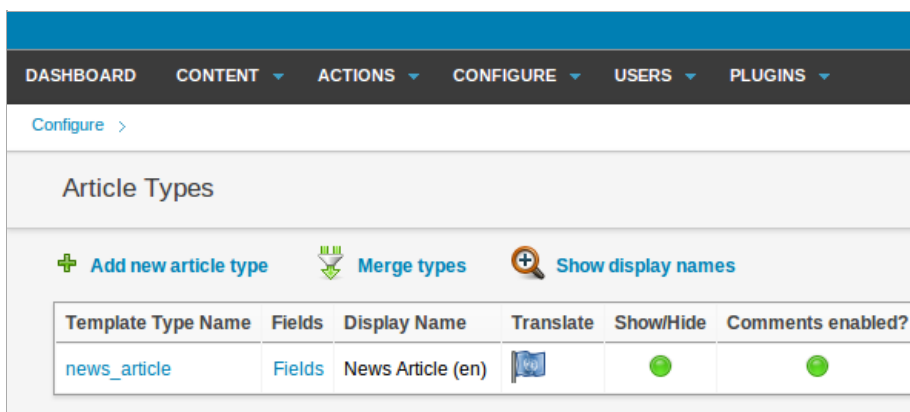 DASHBOARD CONTENT ACTIONS CONFIGURE USERS PLUGINS
Configure >
Article Types
Add new article type Merge types Show display names
Template Type Name Fields Display Name Translate Show/Hide Comments enabled?
news_article Fields News Article (en)